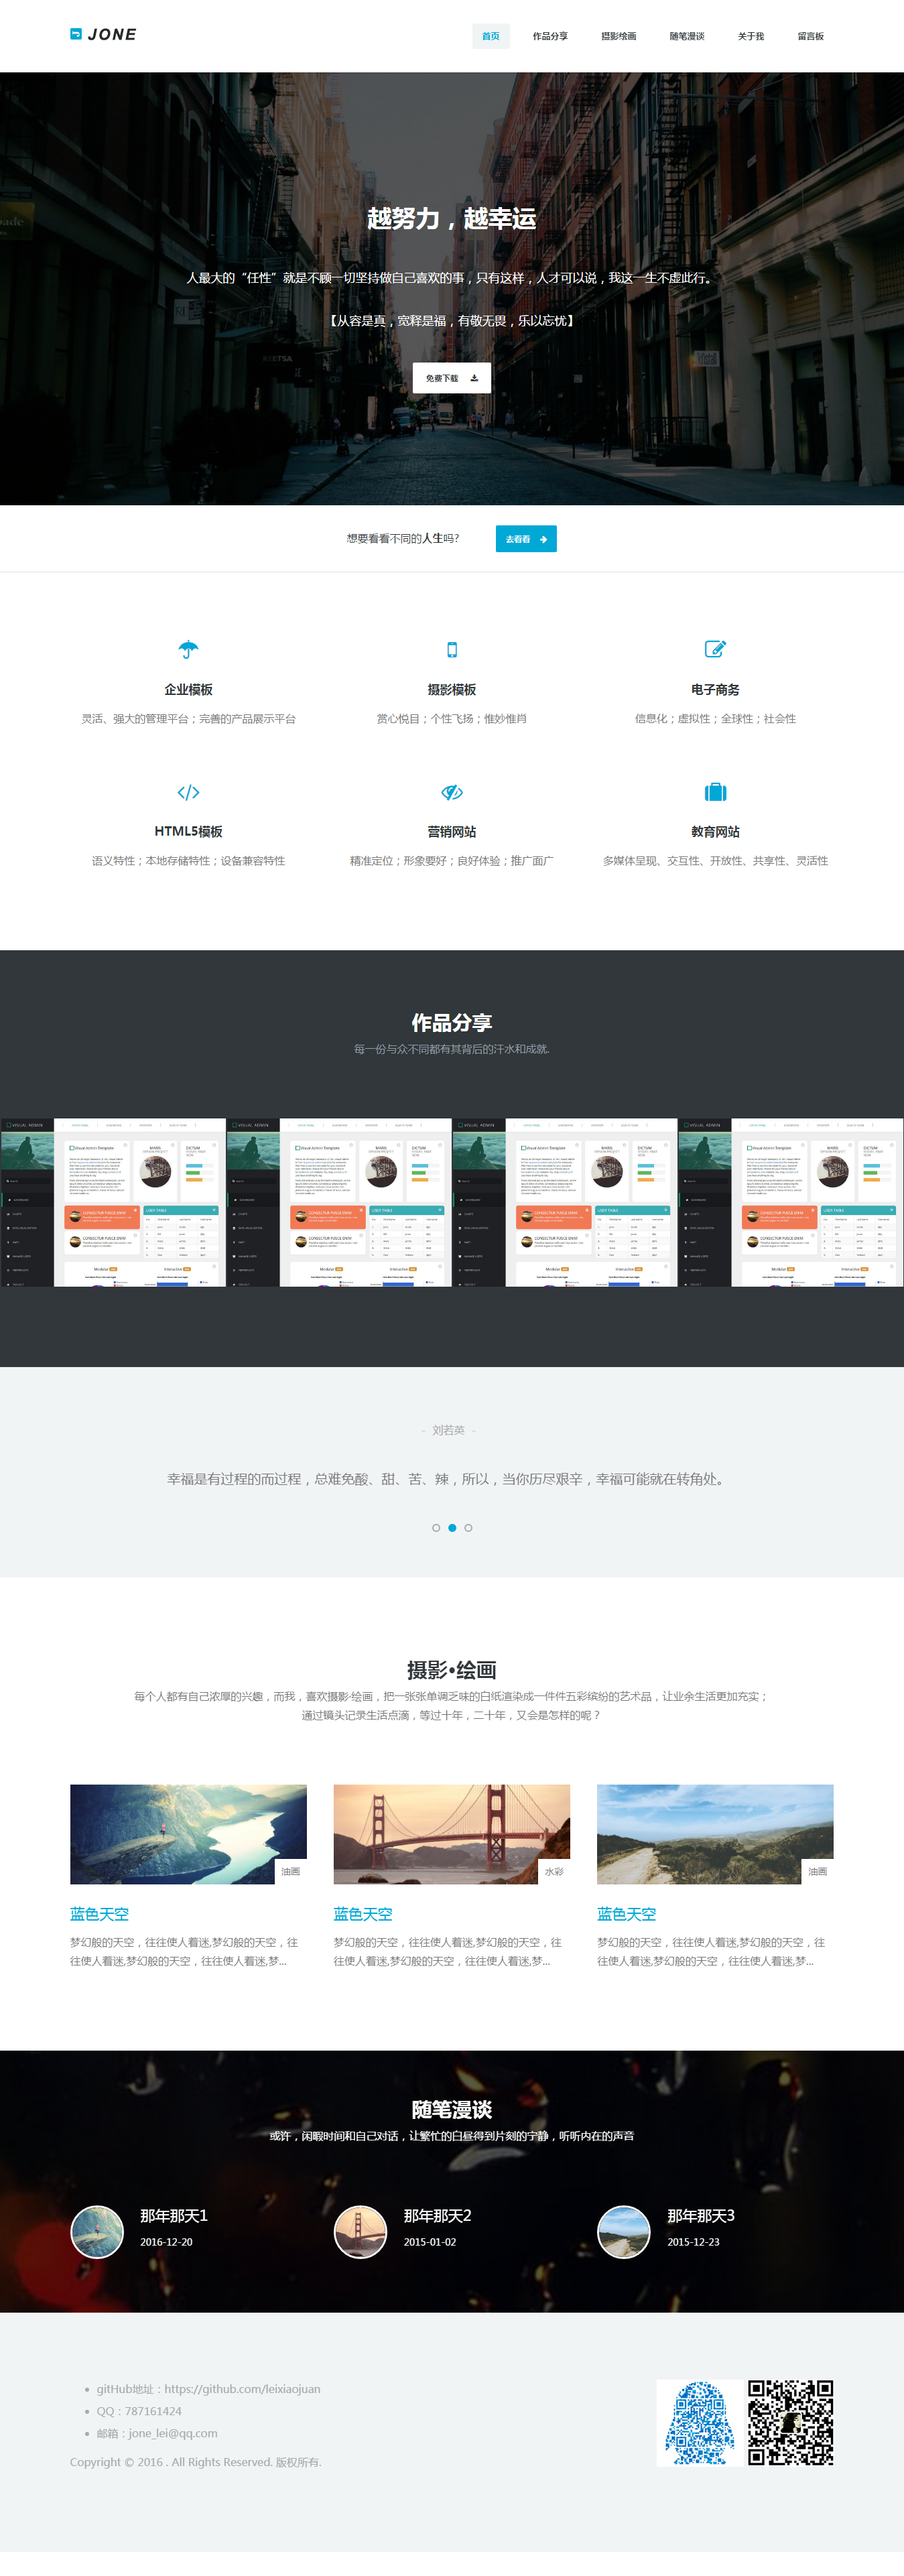 JONE
首页
作品分享
摄影绘画
随笔漫谈
关于我
留言板
越努力，越幸运
人最大的“任性”就是不顾一切坚持做自己喜欢的事，只有这样，人才可以说，我这一生不虚此行。
【从容是真，宽释是福，有敬无畏，乐以忘忧】
免费下载
想要看看不同的人生吗?
去看看
企业模板
摄影模板
电子商务
灵活、强大的管理平台；完善的产品展示平台
赏心悦目；个性飞扬；惟妙惟肖
信息化；虚拟性；全球性；社会性
HTML5模板
营销网站
教育网站
语义特性；本地存储特性；设备兼容特性
精准定位；形象要好；良好体验；推广面广
多媒体呈现、交互性、开放性、共享性、灵活性
作品分享
每一份与众不同都有其背后的汗水和成就.
- 刘若英 -
幸福是有过程的而过程，总难免酸、甜、苦、辣，所以，当你历尽艰辛，幸福可能就在转角处。
摄影•绘画
每个人都有自己浓厚的兴趣，而我，喜欢摄影·绘画，把一张张单调乏味的白纸渲染成一件件五彩缤纷的艺术品，让业余生活更加充实；
通过镜头记录生活点滴，等过十年，二十年，又会是怎样的呢？
油画
水彩
油画
蓝色天空
蓝色天空
蓝色天空
梦幻般的天空，往往使人着迷,梦幻般的天空，往
往使人着迷,梦幻般的天空，往往使人着迷,梦...
梦幻般的天空，往往使人着迷,梦幻般的天空，往
往使人着迷,梦幻般的天空，往往使人着迷,梦...
梦幻般的天空，往往使人着迷,梦幻般的天空，往
往使人着迷,梦幻般的天空，往往使人着迷,梦...
随笔漫谈
或许，闲暇时间和自己对话，让繁忙的白昼得到片刻的宁静，听听内在的声音
那年那天1
2016-12-20
那年那天2
2015-01-02
那年那天3
2015-12-23
gitHub地址：https://github.com/leixiaojuan
QQ：787161424
邮箱：jone_lei@qq.com
Copyright © 2016 . All Rights Reserved. 版权所有.